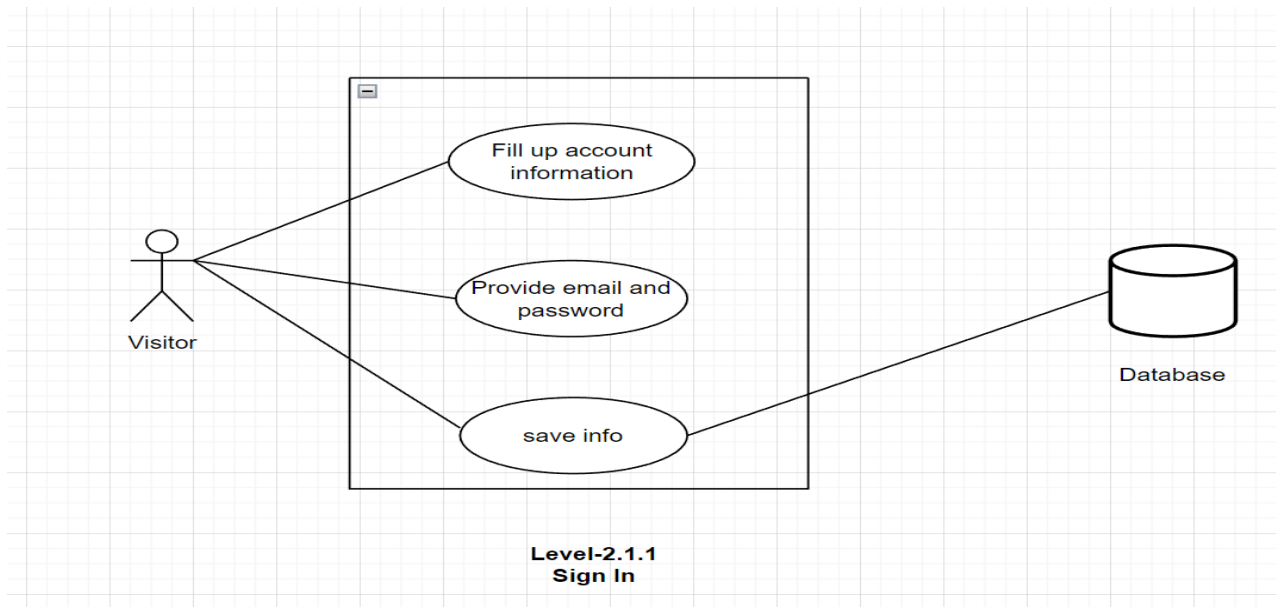 Fill up account
information
Provide email and
password
save info
Visitor
Database
Level-2.1.1
Sign In